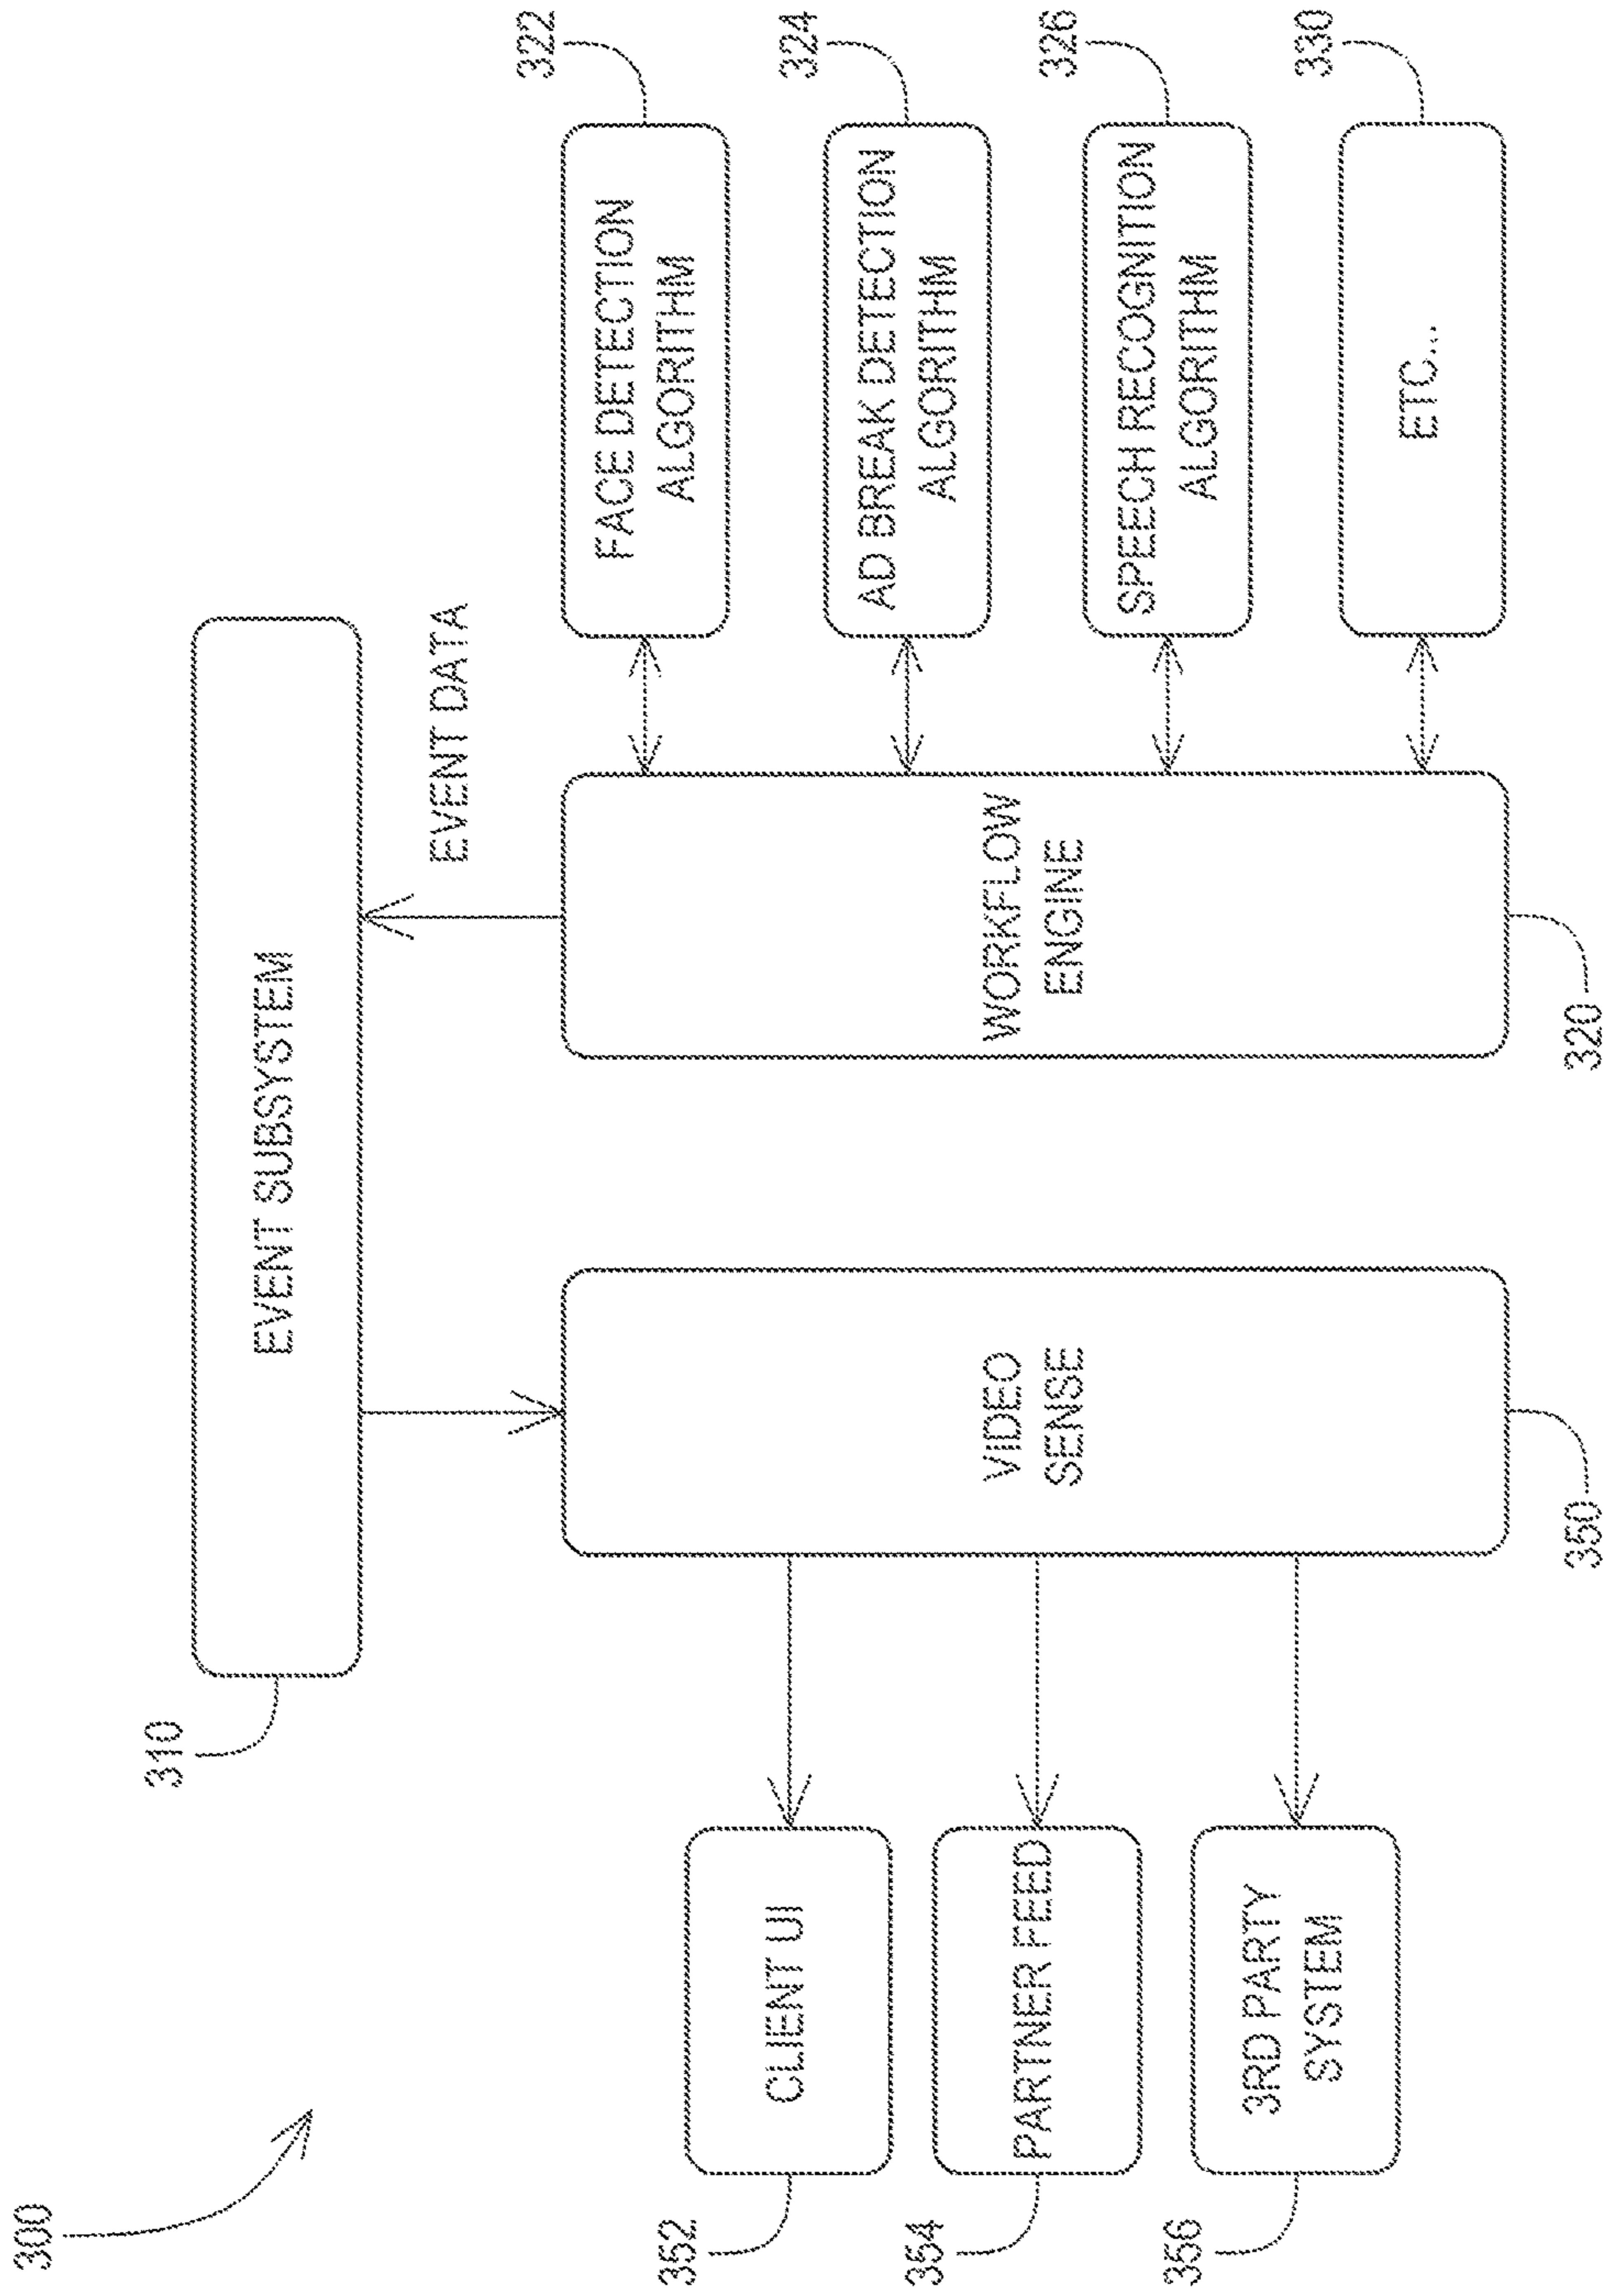 300
310
EVENT SUBSYSTEM
EVENT DATA
352
CLIENT UI
354
PARTNER FEED
356
3RD PARTY
SYSTEM
VIDEO
SENSE
350
WORKFLOW
ENGINE
320
FACE DETECTION
ALGORITHM
322
AD BREAK DETECTION
ALGORITHM
324
SPEECH RECOGNITION
ALGORITHM
326
ETC...
330